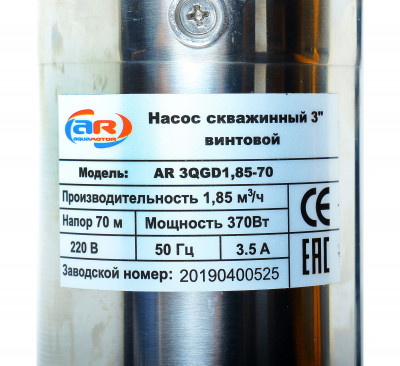 aR
aquamotor
Насос скважинный 3"
винтовой
Модель: AR 3QGD1,85-70
Производительность 1,85 м³/ч
Напор 70 м Мощность 370Вт
220 В 50 Гц 3.5 А
Заводской номер: 20190400525
CE
EAC